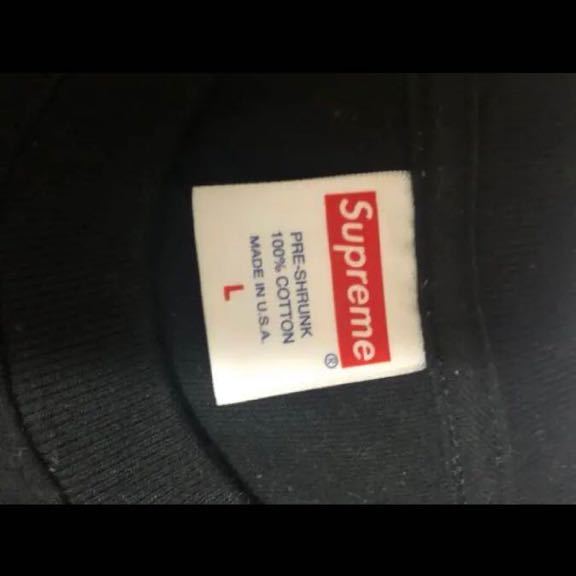 Supreme
®
PRE-SHRUNK
100% COTTON
MADE IN U.S.A.
L